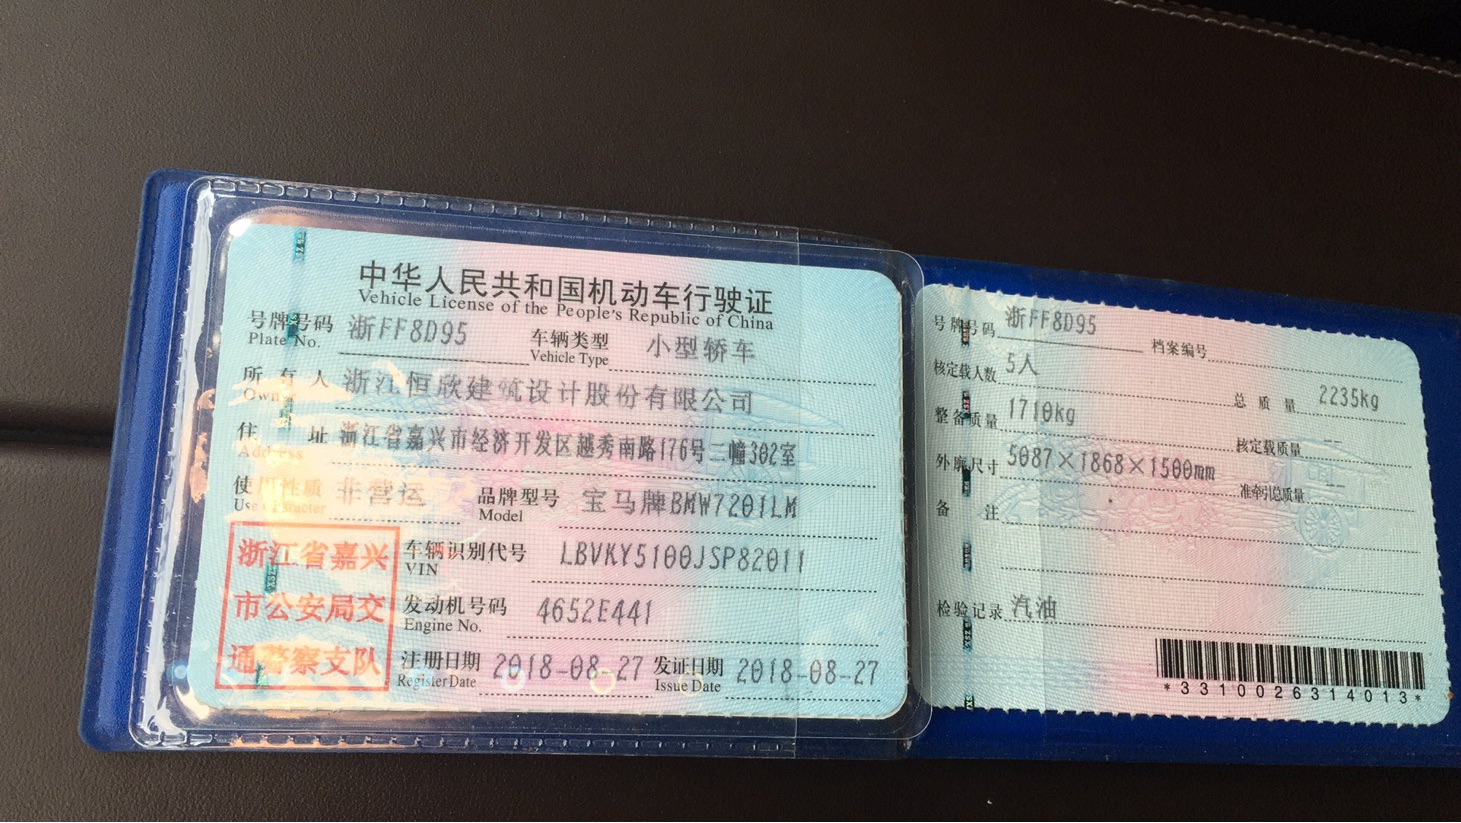 中华人民共和国机动车行驶证
Vehicle License of the People's Republic of China
号牌号码 浙FF8D95 车辆类型 小型轿车
Plate No. Vehicle Type
所有人 浙江恒欣建筑设计股份有限公司
Owner
住址 浙江省嘉兴市经济开发区越秀南路176号二幢302室
Address
使用性质 非营运 品牌型号 宝马牌BMW7201LM
Use Character Model
车辆识别代号 LBVKY5100JSP82011
VIN
发动机号码 4652E441
Engine No.
注册日期 2018-08-27 发证日期 2018-08-27
Register Date Issue Date
浙江省嘉兴
市公安局交
通警察支队
号牌号码 浙FF8D95 档案编号
核定载人数 5人 总质量 2235kg
整备质量 1710kg 核定载质量 --
外廓尺寸 5087×1868×1500mm 准牵引总质量 --
备注
检验记录 汽油
*3310026314013*